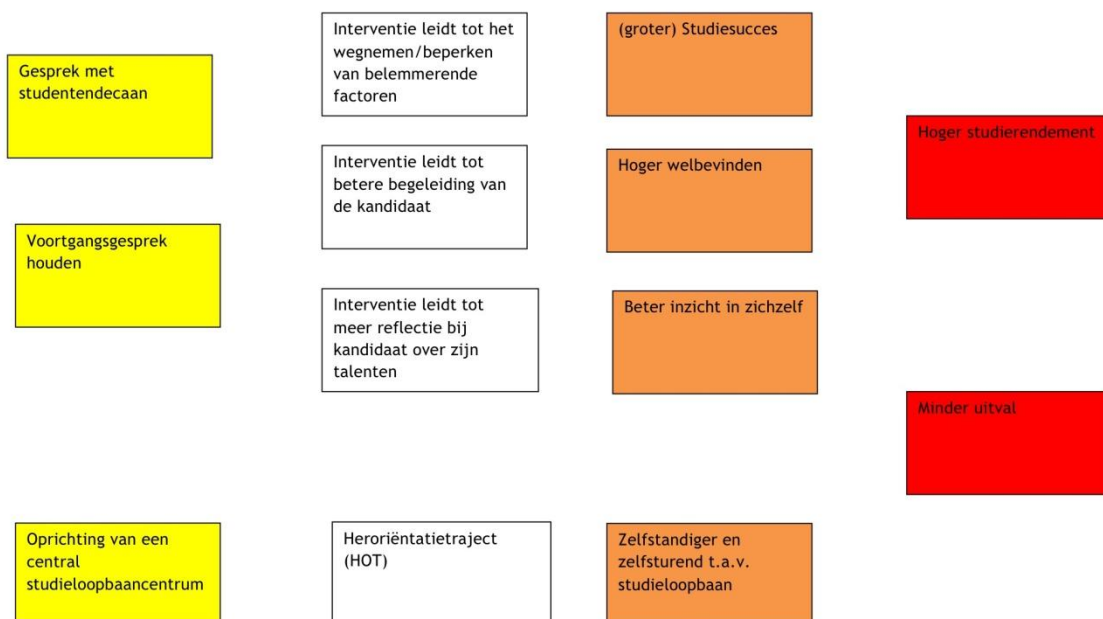 Gesprek met
studentendecaan
Voortgangsgesprek
houden
Oprichting van een
central
studieloopbaancentrum
Interventie leidt tot het
wegnemen/beperken
van belemmerende
factoren
Interventie leidt tot
betere begeleiding van
de kandidaat
Interventie leidt tot
meer reflectie bij
kandidaat over zijn
talenten
Heroriëntatietraject
(HOT)
(groter) Studiesucces
Hoger welbevinden
Beter inzicht in zichzelf
Zelfstandiger en
zelfsturend t.a.v.
studieloopbaan
Hoger studierendement
Minder uitval